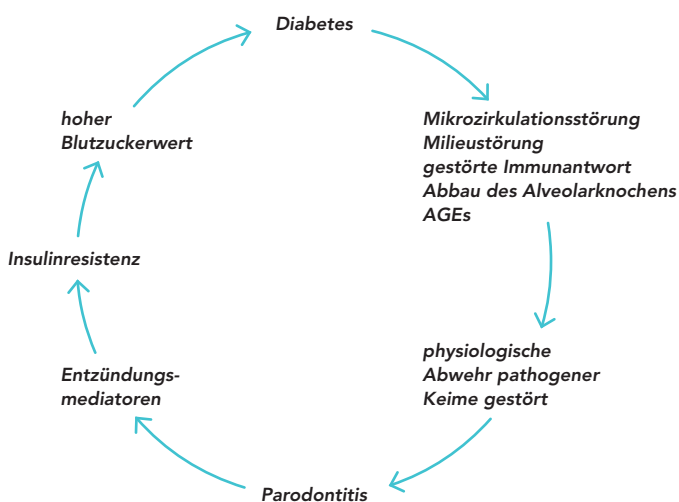 Diabetes
Mikrozirkulationsstörung
Milieustörung
gestörte Immunantwort
Abbau des Alveolarknochens
AGEs
physiologische
Abwehr pathogener
Keime gestört
Parodontitis
Entzündungs-
mediatoren
Insulinresistenz
hoher
Blutzuckerwert